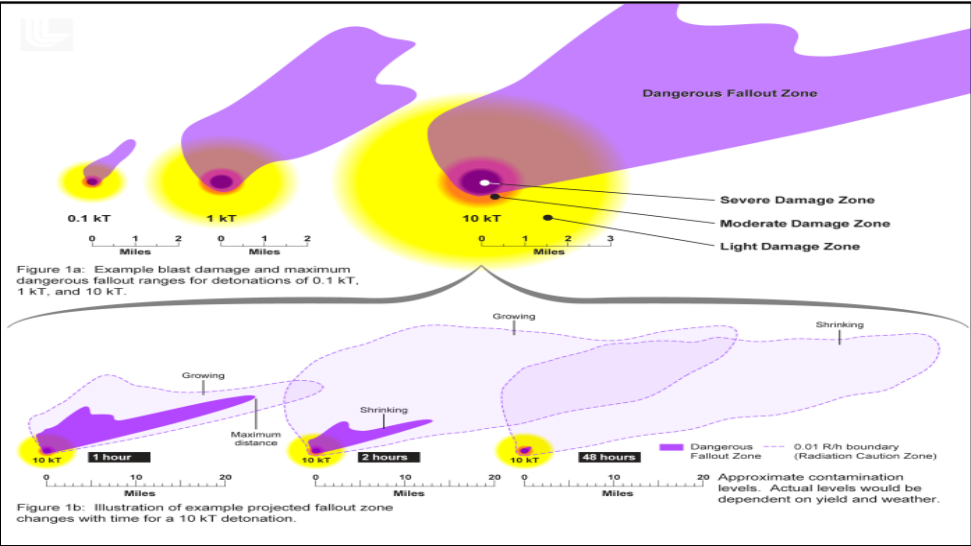 Dangerous Fallout Zone
Severe Damage Zone
Moderate Damage Zone
Light Damage Zone
0.1 kT
1 kT
10 kT
0 1 2
Miles
0 1 2
Miles
0 1 2 3
Miles
Figure 1a: Example blast damage and maximum
dangerous fallout ranges for detonations of 0.1 kT,
1 kT, and 10 kT.
Growing
Maximum
distance
10 kT
1 hour
0 10 20
Miles
Growing
Shrinking
10 kT
2 hours
0 10 20
Miles
Shrinking
10 kT
48 hours
0 10 20
Miles
Dangerous
Fallout Zone
0.01 R/h boundary
(Radiation Caution Zone)
Approximate contamination
levels. Actual levels would be
dependent on yield and weather.
Figure 1b: Illustration of example projected fallout zone
changes with time for a 10 kT detonation.